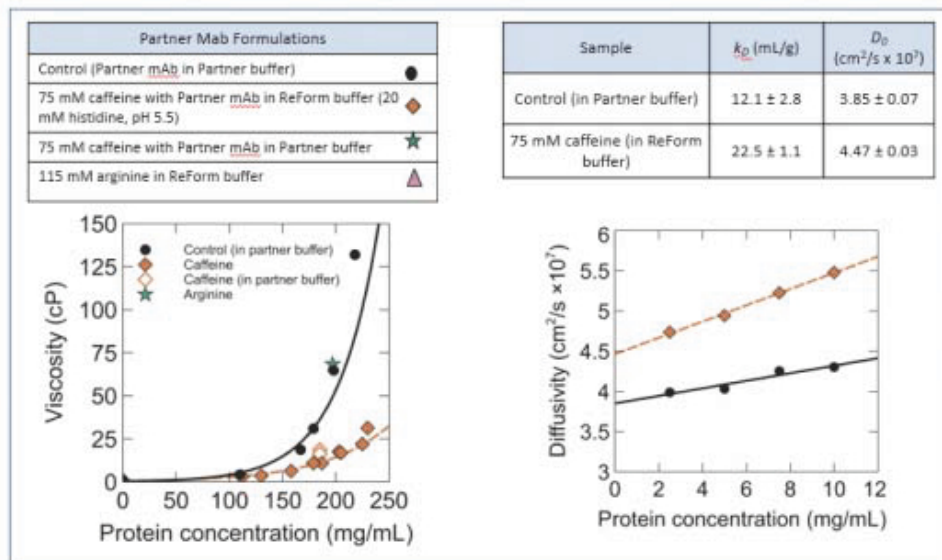 Partner Mab Formulations
Control (Partner mAb in Partner buffer)
75 mM caffeine with Partner mAb in ReForm buffer (20
mM histidine, pH 5.5)
75 mM caffeine with Partner mAb in Partner buffer
115 mM arginine in ReForm buffer
Sample
k_D (mL/g)
D_0
(cm²/s x 10⁷)
Control (in Partner buffer)
12.1 ± 2.8
3.85 ± 0.07
75 mM caffeine (in ReForm
buffer)
22.5 ± 1.1
4.47 ± 0.03
150
125
100
75
50
25
0
Viscosity (cP)
Control (in partner buffer)
Caffeine
Caffeine (in partner buffer)
Arginine
0 50 100 150 200 250
Protein concentration (mg/mL)
6
5.5
5
4.5
4
3.5
3
Diffusivity (cm²/s ×10⁷)
0 2 4 6 8 10 12
Protein concentration (mg/mL)